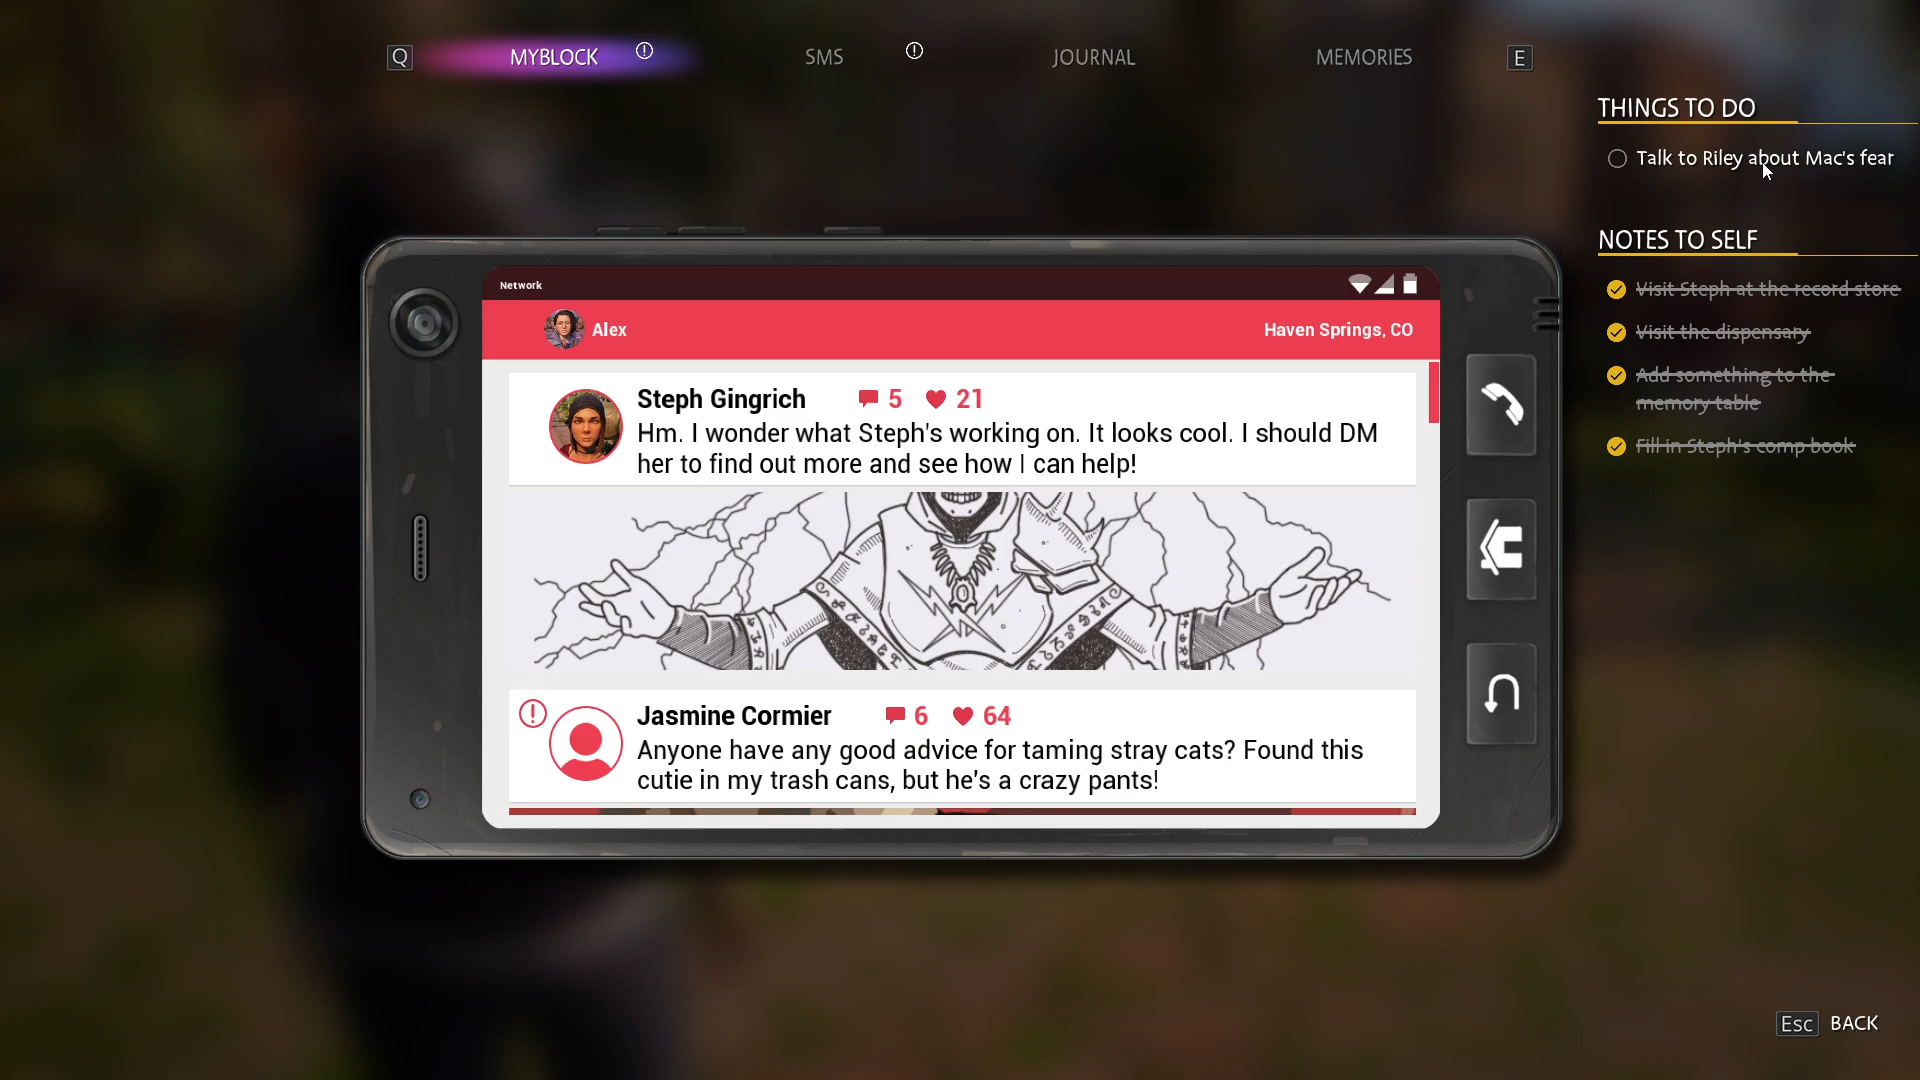 Q
MYBLOCK
SMS
JOURNAL
MEMORIES
E
THINGS TO DO
Talk to Riley about Mac's fear
NOTES TO SELF
Visit Steph at the record store
Visit the dispensary
Add something to the
memory table
Fill in Steph's comp book
Network
Alex
Haven Springs, CO
Steph Gingrich 5 21
Hm. I wonder what Steph's working on. It looks cool. I should DM
her to find out more and see how I can help!
Jasmine Cormier 6 64
Anyone have any good advice for taming stray cats? Found this
cutie in my trash cans, but he's a crazy pants!
Esc BACK